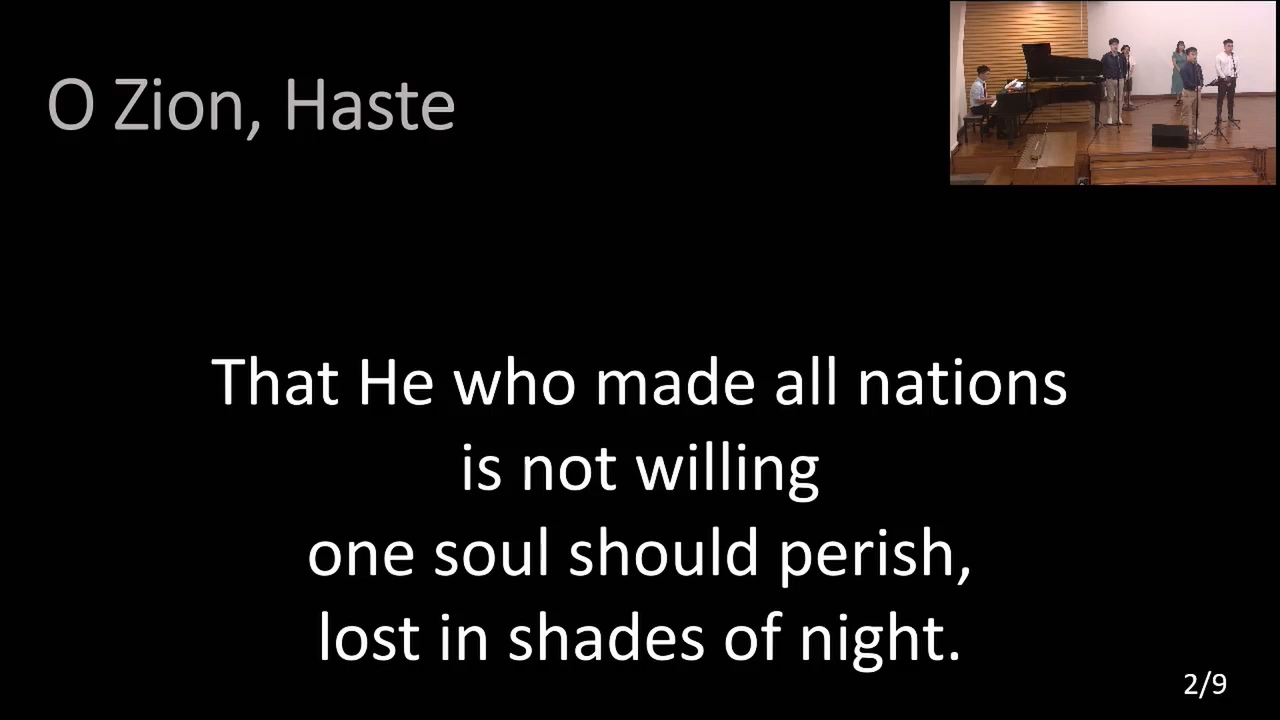 O Zion, Haste
That He who made all nations
is not willing
one soul should perish,
lost in shades of night.
2/9